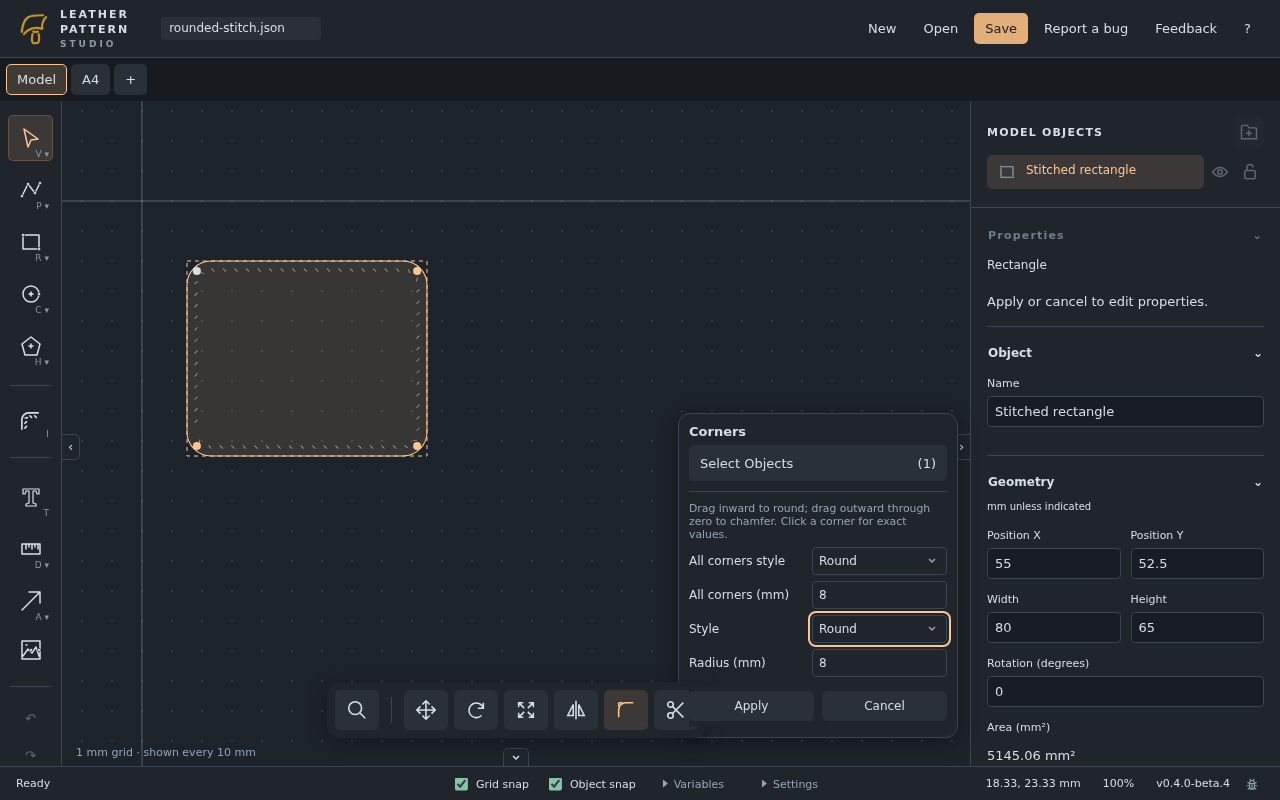 LEATHER
PATTERN
STUDIO
rounded-stitch.json
New
Open
Save
Report a bug
Feedback
?
Model
A4
+
V
P
R
C
H
I
T
D
A
Corners
Select Objects (1)
Drag inward to round; drag outward through
zero to chamfer. Click a corner for exact
values.
All corners style Round
All corners (mm) 8
Style Round
Radius (mm) 8
Apply Cancel
1 mm grid · shown every 10 mm
MODEL OBJECTS
Stitched rectangle
Properties
Rectangle
Apply or cancel to edit properties.
Object
Name
Stitched rectangle
Geometry
mm unless indicated
Position X Position Y
55 52.5
Width Height
80 65
Rotation (degrees)
0
Area (mm²)
5145.06 mm²
Ready
Grid snap
Object snap
Variables
Settings
18.33, 23.33 mm
100%
v0.4.0-beta.4